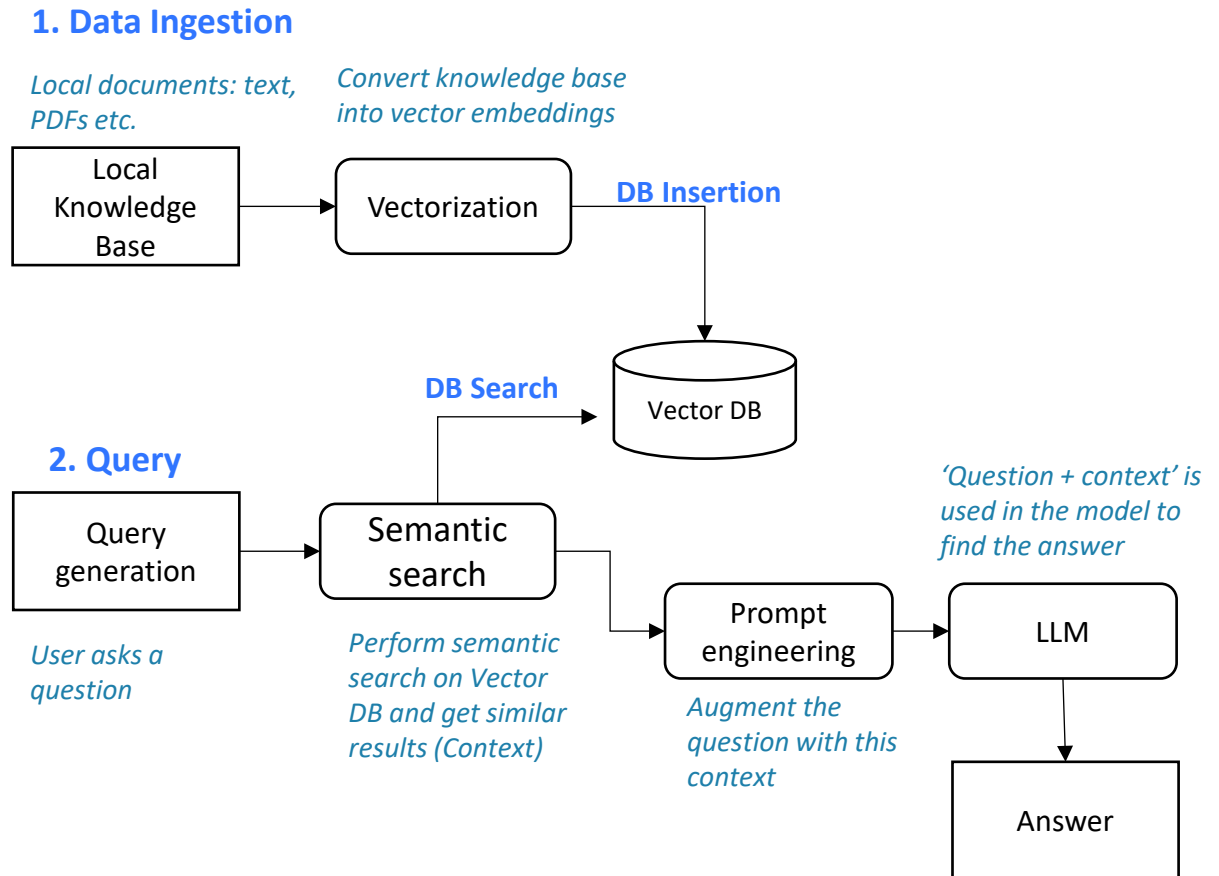 1. Data Ingestion
Local documents: text,
PDFs etc.
Convert knowledge base
into vector embeddings
Local
Knowledge
Base
Vectorization
DB Insertion
DB Search
Vector DB
2. Query
Query
generation
User asks a
question
Semantic
search
Perform semantic
search on Vector
DB and get similar
results (Context)
Prompt
engineering
Augment the
question with this
context
‘Question + context’ is
used in the model to
find the answer
LLM
Answer